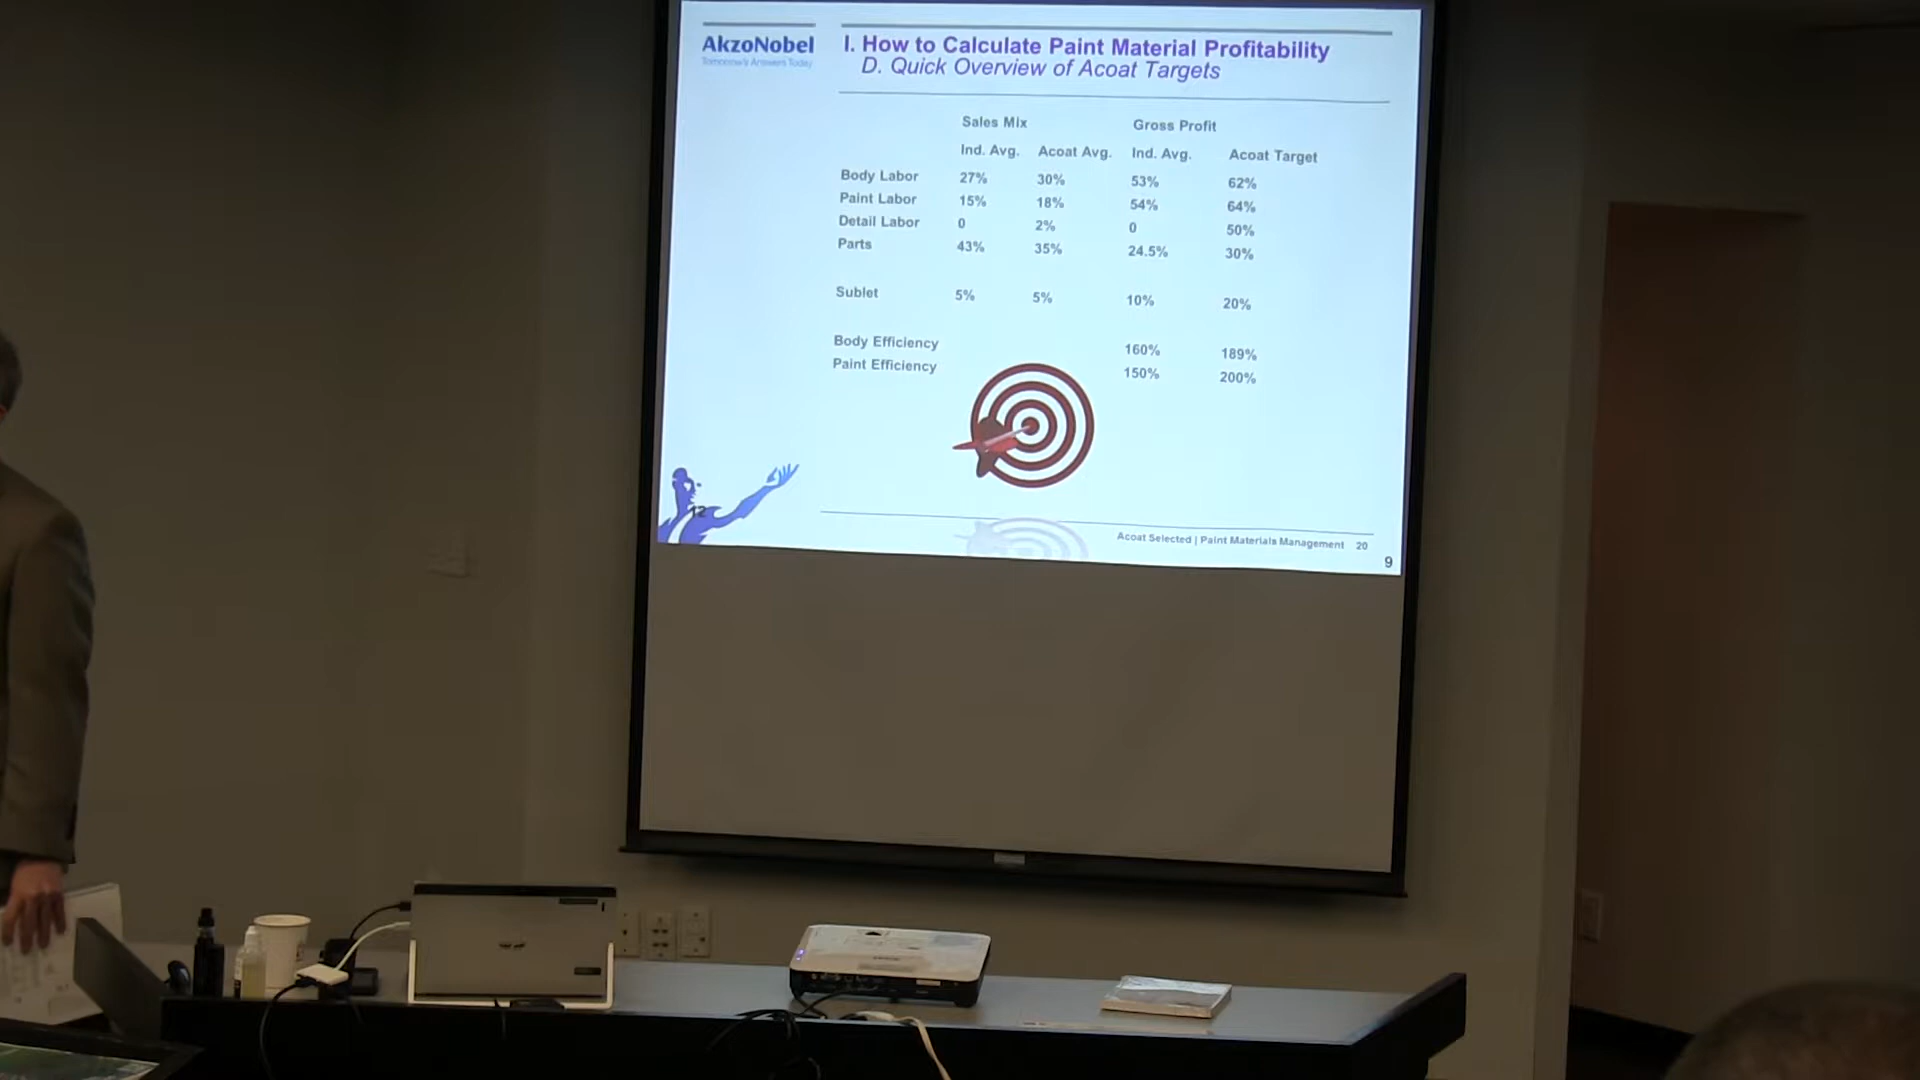 AkzoNobel
Tomorrow's Answers Today
I. How to Calculate Paint Material Profitability
D. Quick Overview of Acoat Targets
Sales Mix Gross Profit
Ind. Avg. Acoat Avg. Ind. Avg. Acoat Target
Body Labor 27% 30% 53% 62%
Paint Labor 15% 18% 54% 64%
Detail Labor 0 2% 0 50%
Parts 43% 35% 24.5% 30%
Sublet 5% 5% 10% 20%
Body Efficiency 160% 189%
Paint Efficiency 150% 200%
12
Acoat Selected | Paint Materials Management 20
9